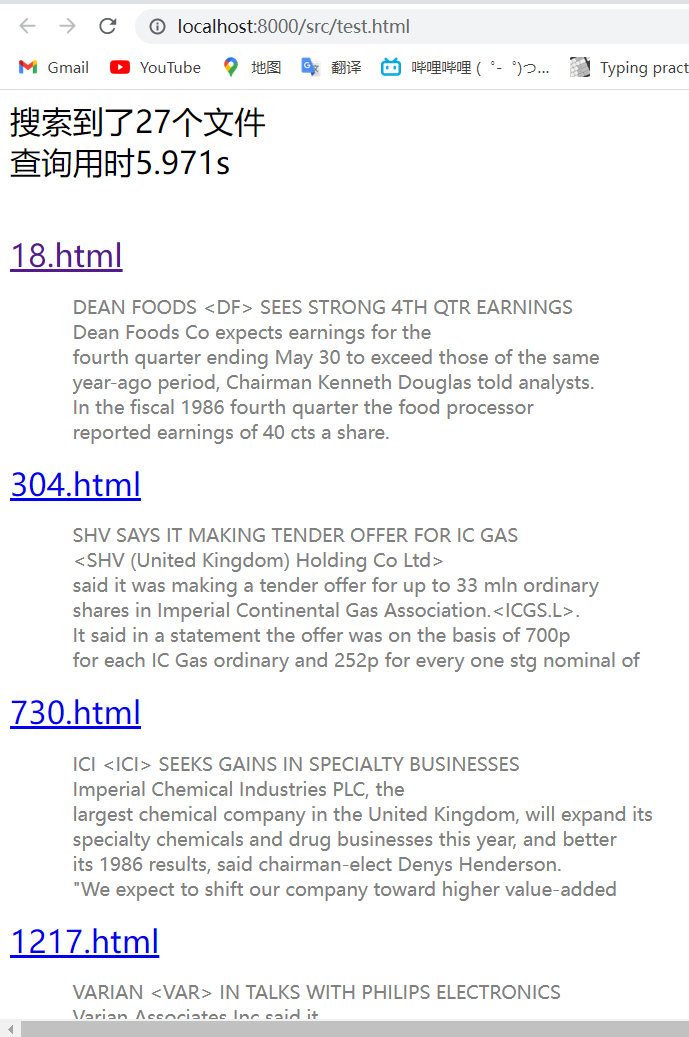 localhost:8000/src/test.html
Gmail YouTube 地图 翻译 哔哩哔哩 ( ゜- ゜)つ... Typing pract
搜索到了27个文件
查询用时5.971s
18.html
DEAN FOODS <DF> SEES STRONG 4TH QTR EARNINGS
Dean Foods Co expects earnings for the
fourth quarter ending May 30 to exceed those of the same
year-ago period, Chairman Kenneth Douglas told analysts.
In the fiscal 1986 fourth quarter the food processor
reported earnings of 40 cts a share.
304.html
SHV SAYS IT MAKING TENDER OFFER FOR IC GAS
<SHV (United Kingdom) Holding Co Ltd>
said it was making a tender offer for up to 33 mln ordinary
shares in Imperial Continental Gas Association.<ICGS.L>.
It said in a statement the offer was on the basis of 700p
for each IC Gas ordinary and 252p for every one stg nominal of
730.html
ICI <ICI> SEEKS GAINS IN SPECIALTY BUSINESSES
Imperial Chemical Industries PLC, the
largest chemical company in the United Kingdom, will expand its
specialty chemicals and drug businesses this year, and better
its 1986 results, said chairman-elect Denys Henderson.
"We expect to shift our company toward higher value-added
1217.html
VARIAN <VAR> IN TALKS WITH PHILIPS ELECTRONICS
Varian Associates Inc said it